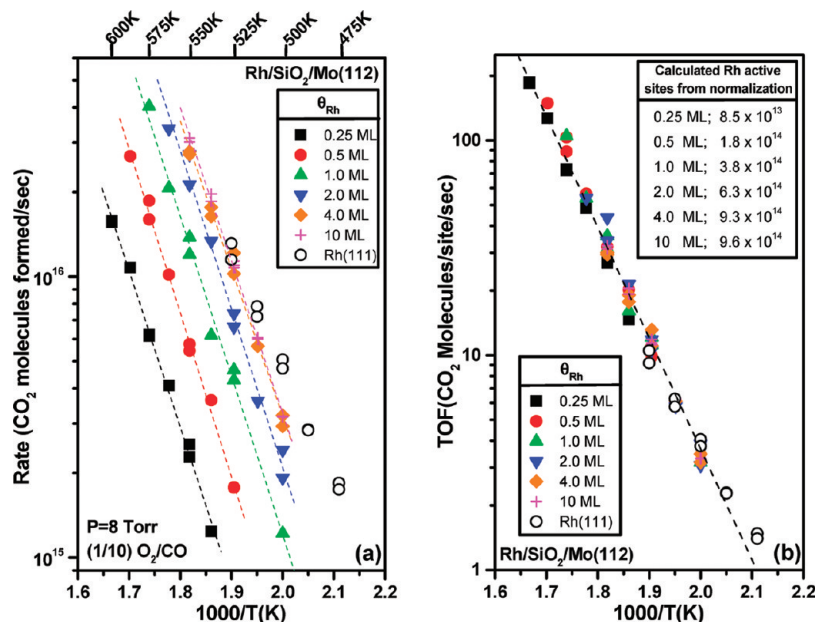 600K 575K 550K 525K 500K 475K
Rh/SiO2/Mo(112)
θRh
0.25 ML
0.5 ML
1.0 ML
2.0 ML
4.0 ML
10 ML
Rh(111)
10^16
10^15
Rate (CO2 molecules formed/sec)
P=8 Torr
(1/10) O2/CO
(a)
1.6 1.7 1.8 1.9 2.0 2.1
1000/T(K)
Calculated Rh active
sites from normalization
0.25 ML; 8.5 x 10^13
0.5 ML; 1.8 x 10^14
1.0 ML; 3.8 x 10^14
2.0 ML; 6.3 x 10^14
4.0 ML; 9.3 x 10^14
10 ML; 9.6 x 10^14
100
10
1
TOF(CO2 Molecules/site/sec)
θRh
0.25 ML
0.5 ML
1.0 ML
2.0 ML
4.0 ML
10 ML
Rh(111)
Rh/SiO2/Mo(112)
(b)
1.6 1.7 1.8 1.9 2.0 2.1
1000/T(K)